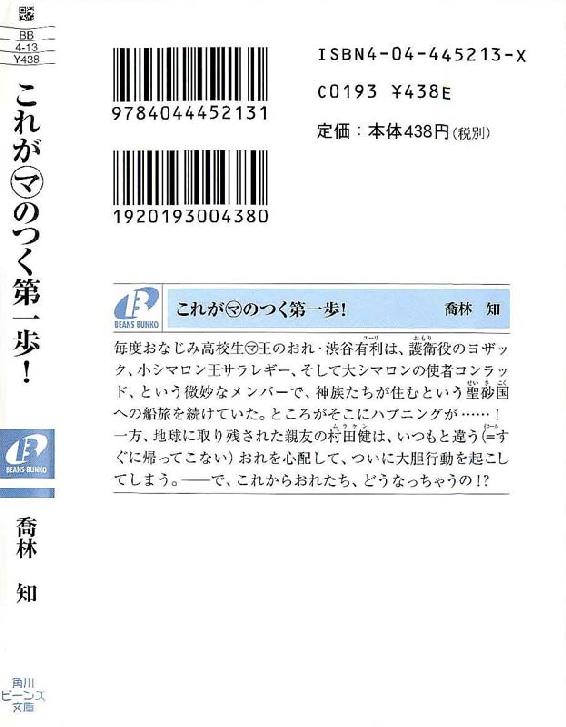 BB
4-13
Y438
これが㋮のつく第一歩!
BEANS BUNKO
喬林 知
角川
ビーンズ
文庫
9784044452131
1920193004380
ISBN4-04-445213-X
C0193 ¥438E
定価:本体438円(税別)
BEANS BUNKO
これが㋮のつく第一歩! 喬林 知
毎度おなじみ高校生㋮王のおれ・渋谷有利は、護衛役のヨザッ
ク、小シマロン王サラレギー、そして大シマロンの使者コンラッ
ド、という微妙なメンバーで、神族たちが住むという聖砂国
への船旅を続けていた。ところがそこにハプニングが……!
一方、地球に取り残された親友の村田健は、いつもと違う(=す
ぐに帰ってこない)おれを心配して、ついに大胆行動を起こし
てしまう。――で、これからおれたち、どうなっちゃうの!?